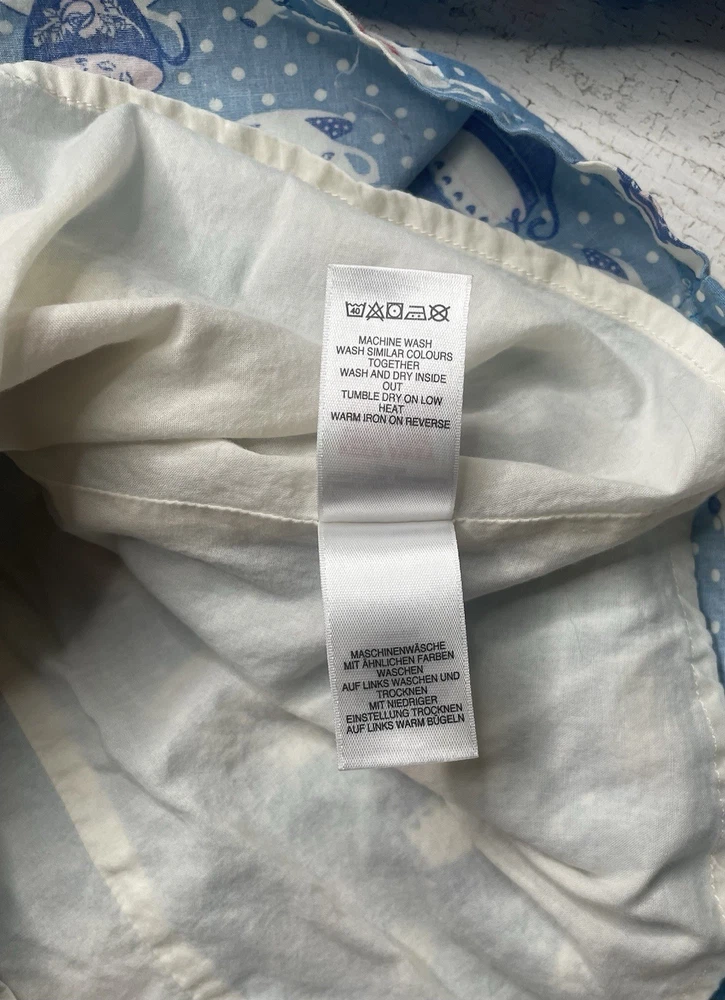 40
MACHINE WASH
WASH SIMILAR COLOURS
TOGETHER
WASH AND DRY INSIDE
OUT
TUMBLE DRY ON LOW
HEAT
WARM IRON ON REVERSE
MASCHINENWÄSCHE
MIT ÄHNLICHEN FARBEN
WASCHEN
AUF LINKS WASCHEN UND
TROCKNEN
MIT NIEDRIGER
EINSTELLUNG TROCKNEN
AUF LINKS WARM BÜGELN